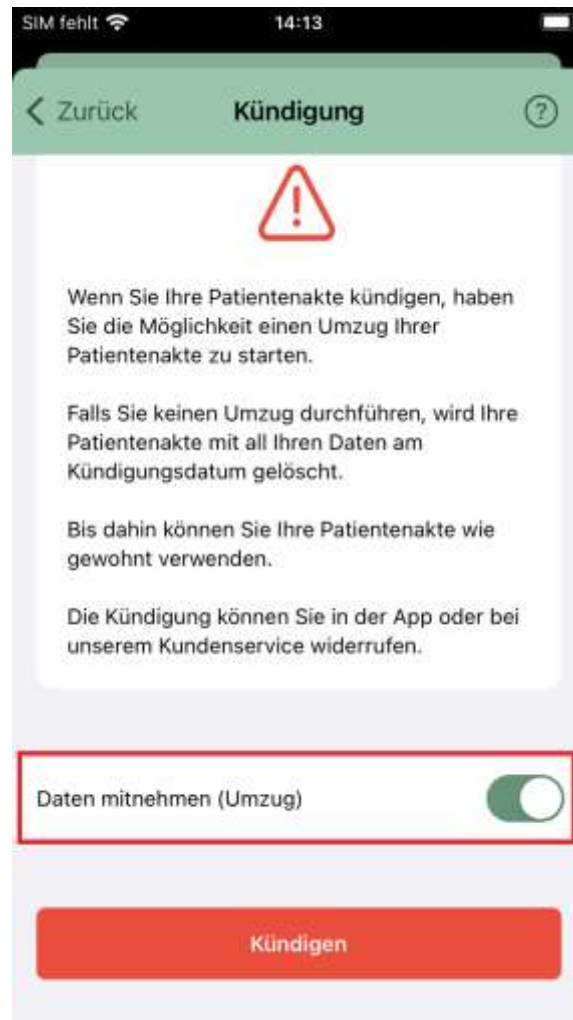 SIM fehlt 14:13
Zurück Kündigung ?
Wenn Sie Ihre Patientenakte kündigen, haben
Sie die Möglichkeit einen Umzug Ihrer
Patientenakte zu starten.
Falls Sie keinen Umzug durchführen, wird Ihre
Patientenakte mit all Ihren Daten am
Kündigungsdatum gelöscht.
Bis dahin können Sie Ihre Patientenakte wie
gewohnt verwenden.
Die Kündigung können Sie in der App oder bei
unserem Kundenservice widerrufen.
Daten mitnehmen (Umzug)
Kündigen